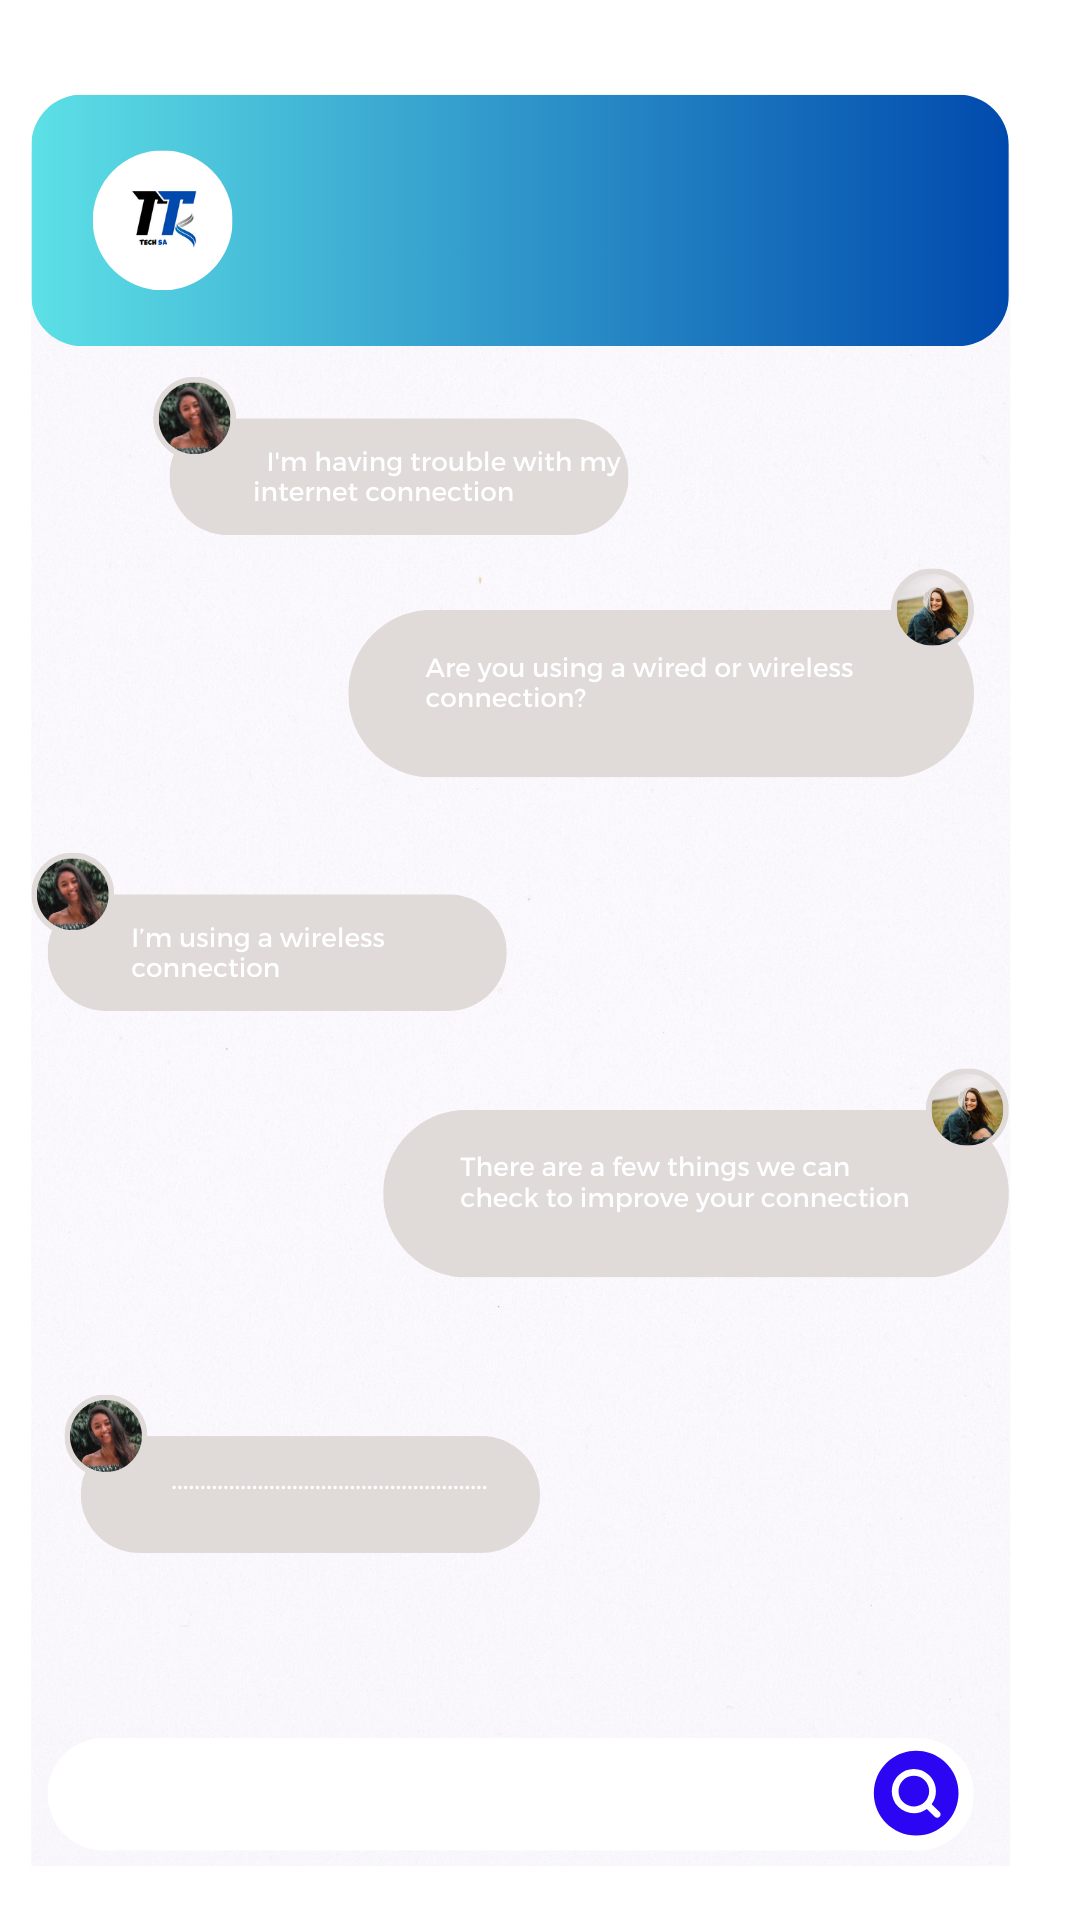 TT
TECH SA
I'm having trouble with my
internet connection
Are you using a wired or wireless
connection?
I'm using a wireless
connection
There are a few things we can
check to improve your connection
.......................................................